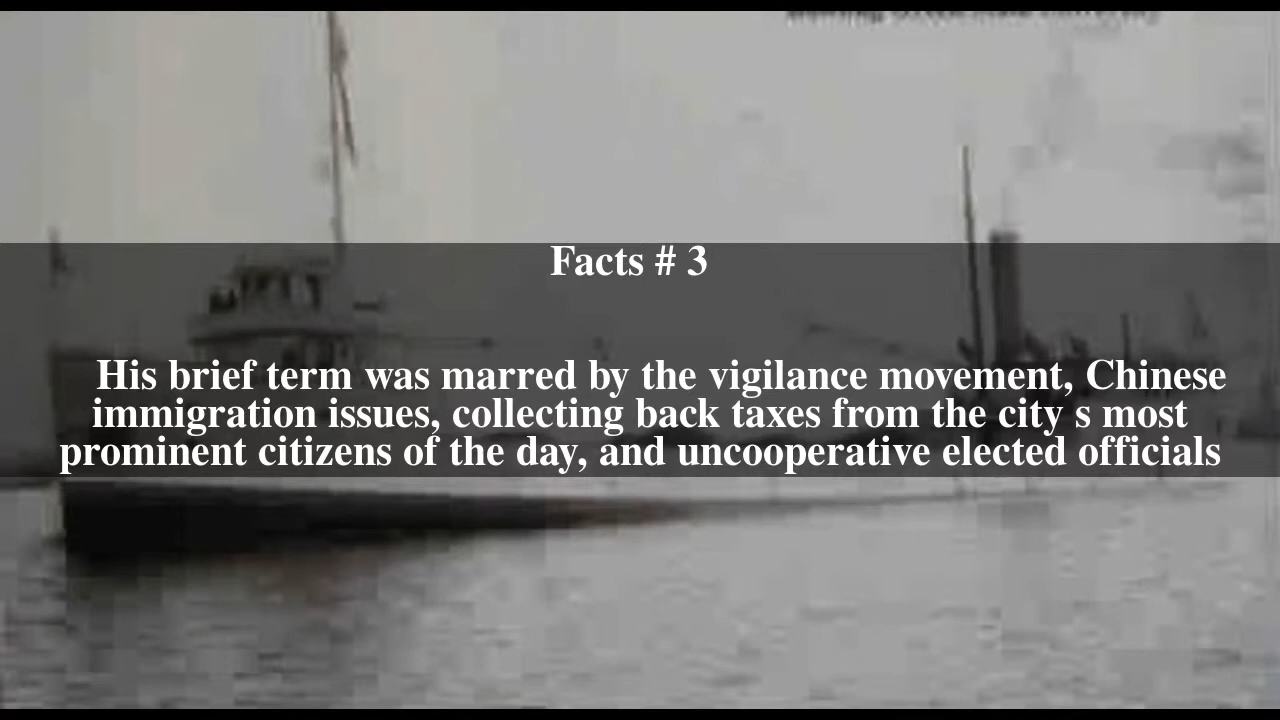 Facts # 3
His brief term was marred by the vigilance movement, Chinese
immigration issues, collecting back taxes from the city s most
prominent citizens of the day, and uncooperative elected officials